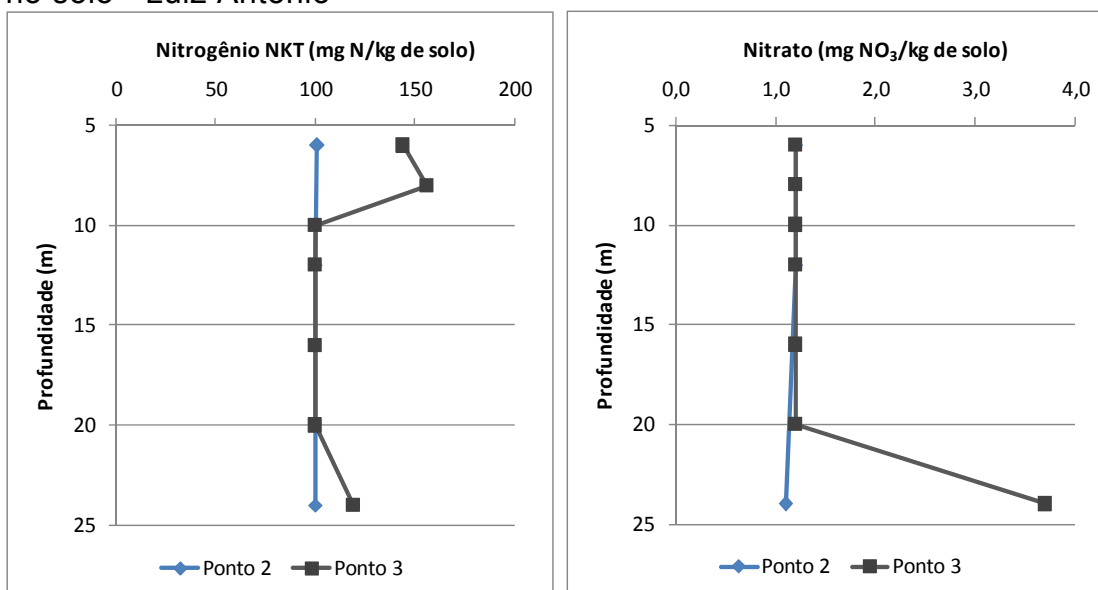 Nitrogênio NKT (mg N/kg de solo)
0 50 100 150 200
5
10
15
20
25
Profundidade (m)
Ponto 2 Ponto 3
Nitrato (mg NO₃/kg de solo)
0,0 1,0 2,0 3,0 4,0
5
10
15
20
25
Profundidade (m)
Ponto 2 Ponto 3